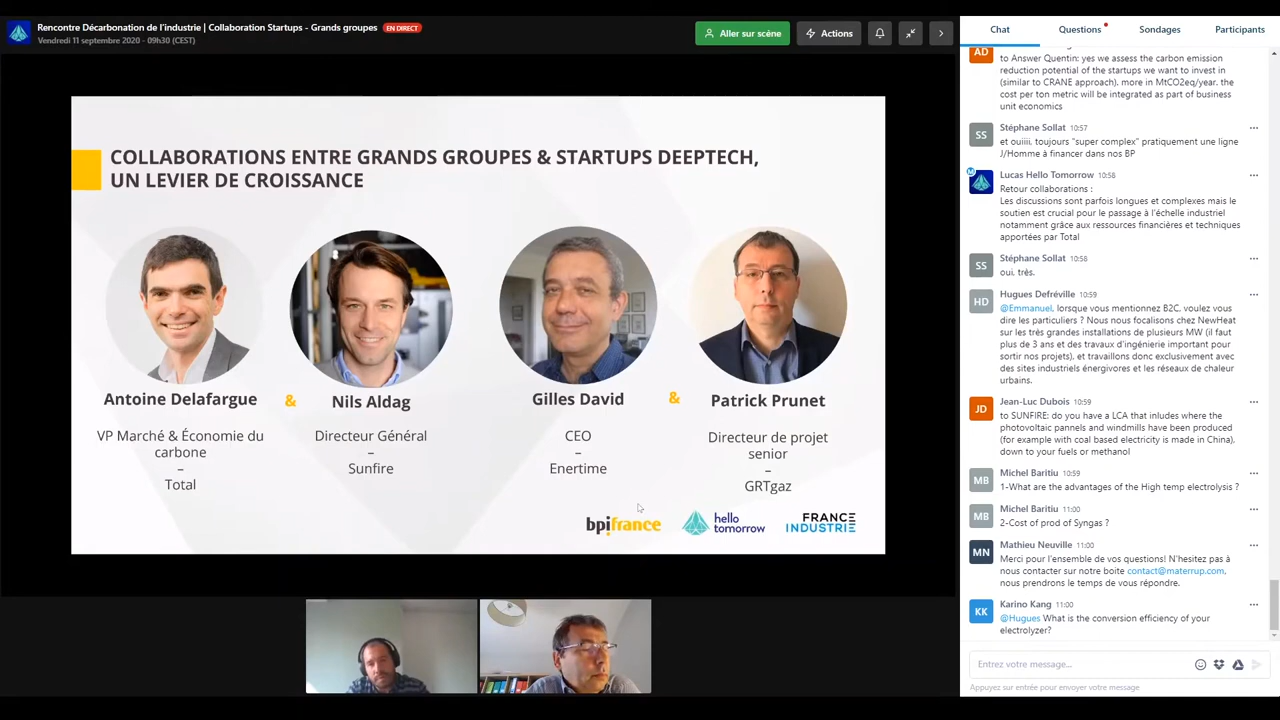 Rencontre Décarbonation de l'industrie | Collaboration Startups - Grands groupes
EN DIRECT
Vendredi 11 septembre 2020 - 09h30 (CEST)
Aller sur scène
Actions
COLLABORATIONS ENTRE GRANDS GROUPES & STARTUPS DEEPTECH,
UN LEVIER DE CROISSANCE
Antoine Delafargue
&
Nils Aldag
Gilles David
&
Patrick Prunet
VP Marché & Économie du
carbone
–
Total
Directeur Général
–
Sunfire
CEO
–
Enertime
Directeur de projet
senior
–
GRTgaz
bpifrance
hello
tomorrow
FRANCE
INDUSTRIE
Chat
Questions
Sondages
Participants
AD
to Answer Quentin: yes we assess the carbon emission
reduction potential of the startups we want to invest in
(similar to CRANE approach). more in MtCO2eq/year. the
cost per ton metric will be integrated as part of business
unit economics
SS
Stéphane Sollat 10:57
et ouiiii, toujours "super complex" pratiquement une ligne
J/Homme à financer dans nos BP
M
Lucas Hello Tomorrow 10:58
Retour collaborations :
Les discussions sont parfois longues et complexes mais le
soutien est crucial pour le passage à l'échelle industriel
notamment grâce aux ressources financières et techniques
apportées par Total
SS
Stéphane Sollat 10:58
oui, très.
HD
Hugues Defréville 10:59
@Emmanuel, lorsque vous mentionnez B2C, voulez vous
dire les particuliers ? Nous nous focalisons chez NewHeat
sur les très grandes installations de plusieurs MW (il faut
plus de 3 ans et des travaux d'ingénierie important pour
sortir nos projets), et travaillons donc exclusivement avec
des sites industriels énergivores et les réseaux de chaleur
urbains.
JD
Jean-Luc Dubois 10:59
to SUNFIRE: do you have a LCA that inludes where the
photovoltaic pannels and windmills have been produced
(for example with coal based electricity is made in China),
down to your fuels or methanol
MB
Michel Baritiu 10:59
1-What are the advantages of the High temp electrolysis ?
MB
Michel Baritiu 11:00
2-Cost of prod of Syngas ?
MN
Mathieu Neuville 11:00
Merci pour l'ensemble de vos questions! N'hesitez pas à
nous contacter sur notre boite contact@materrup.com,
nous prendrons le temps de vous répondre.
KK
Karino Kang 11:00
@Hugues What is the conversion efficiency of your
electrolyzer?
Entrez votre message...
Appuyez sur entrée pour envoyer votre message